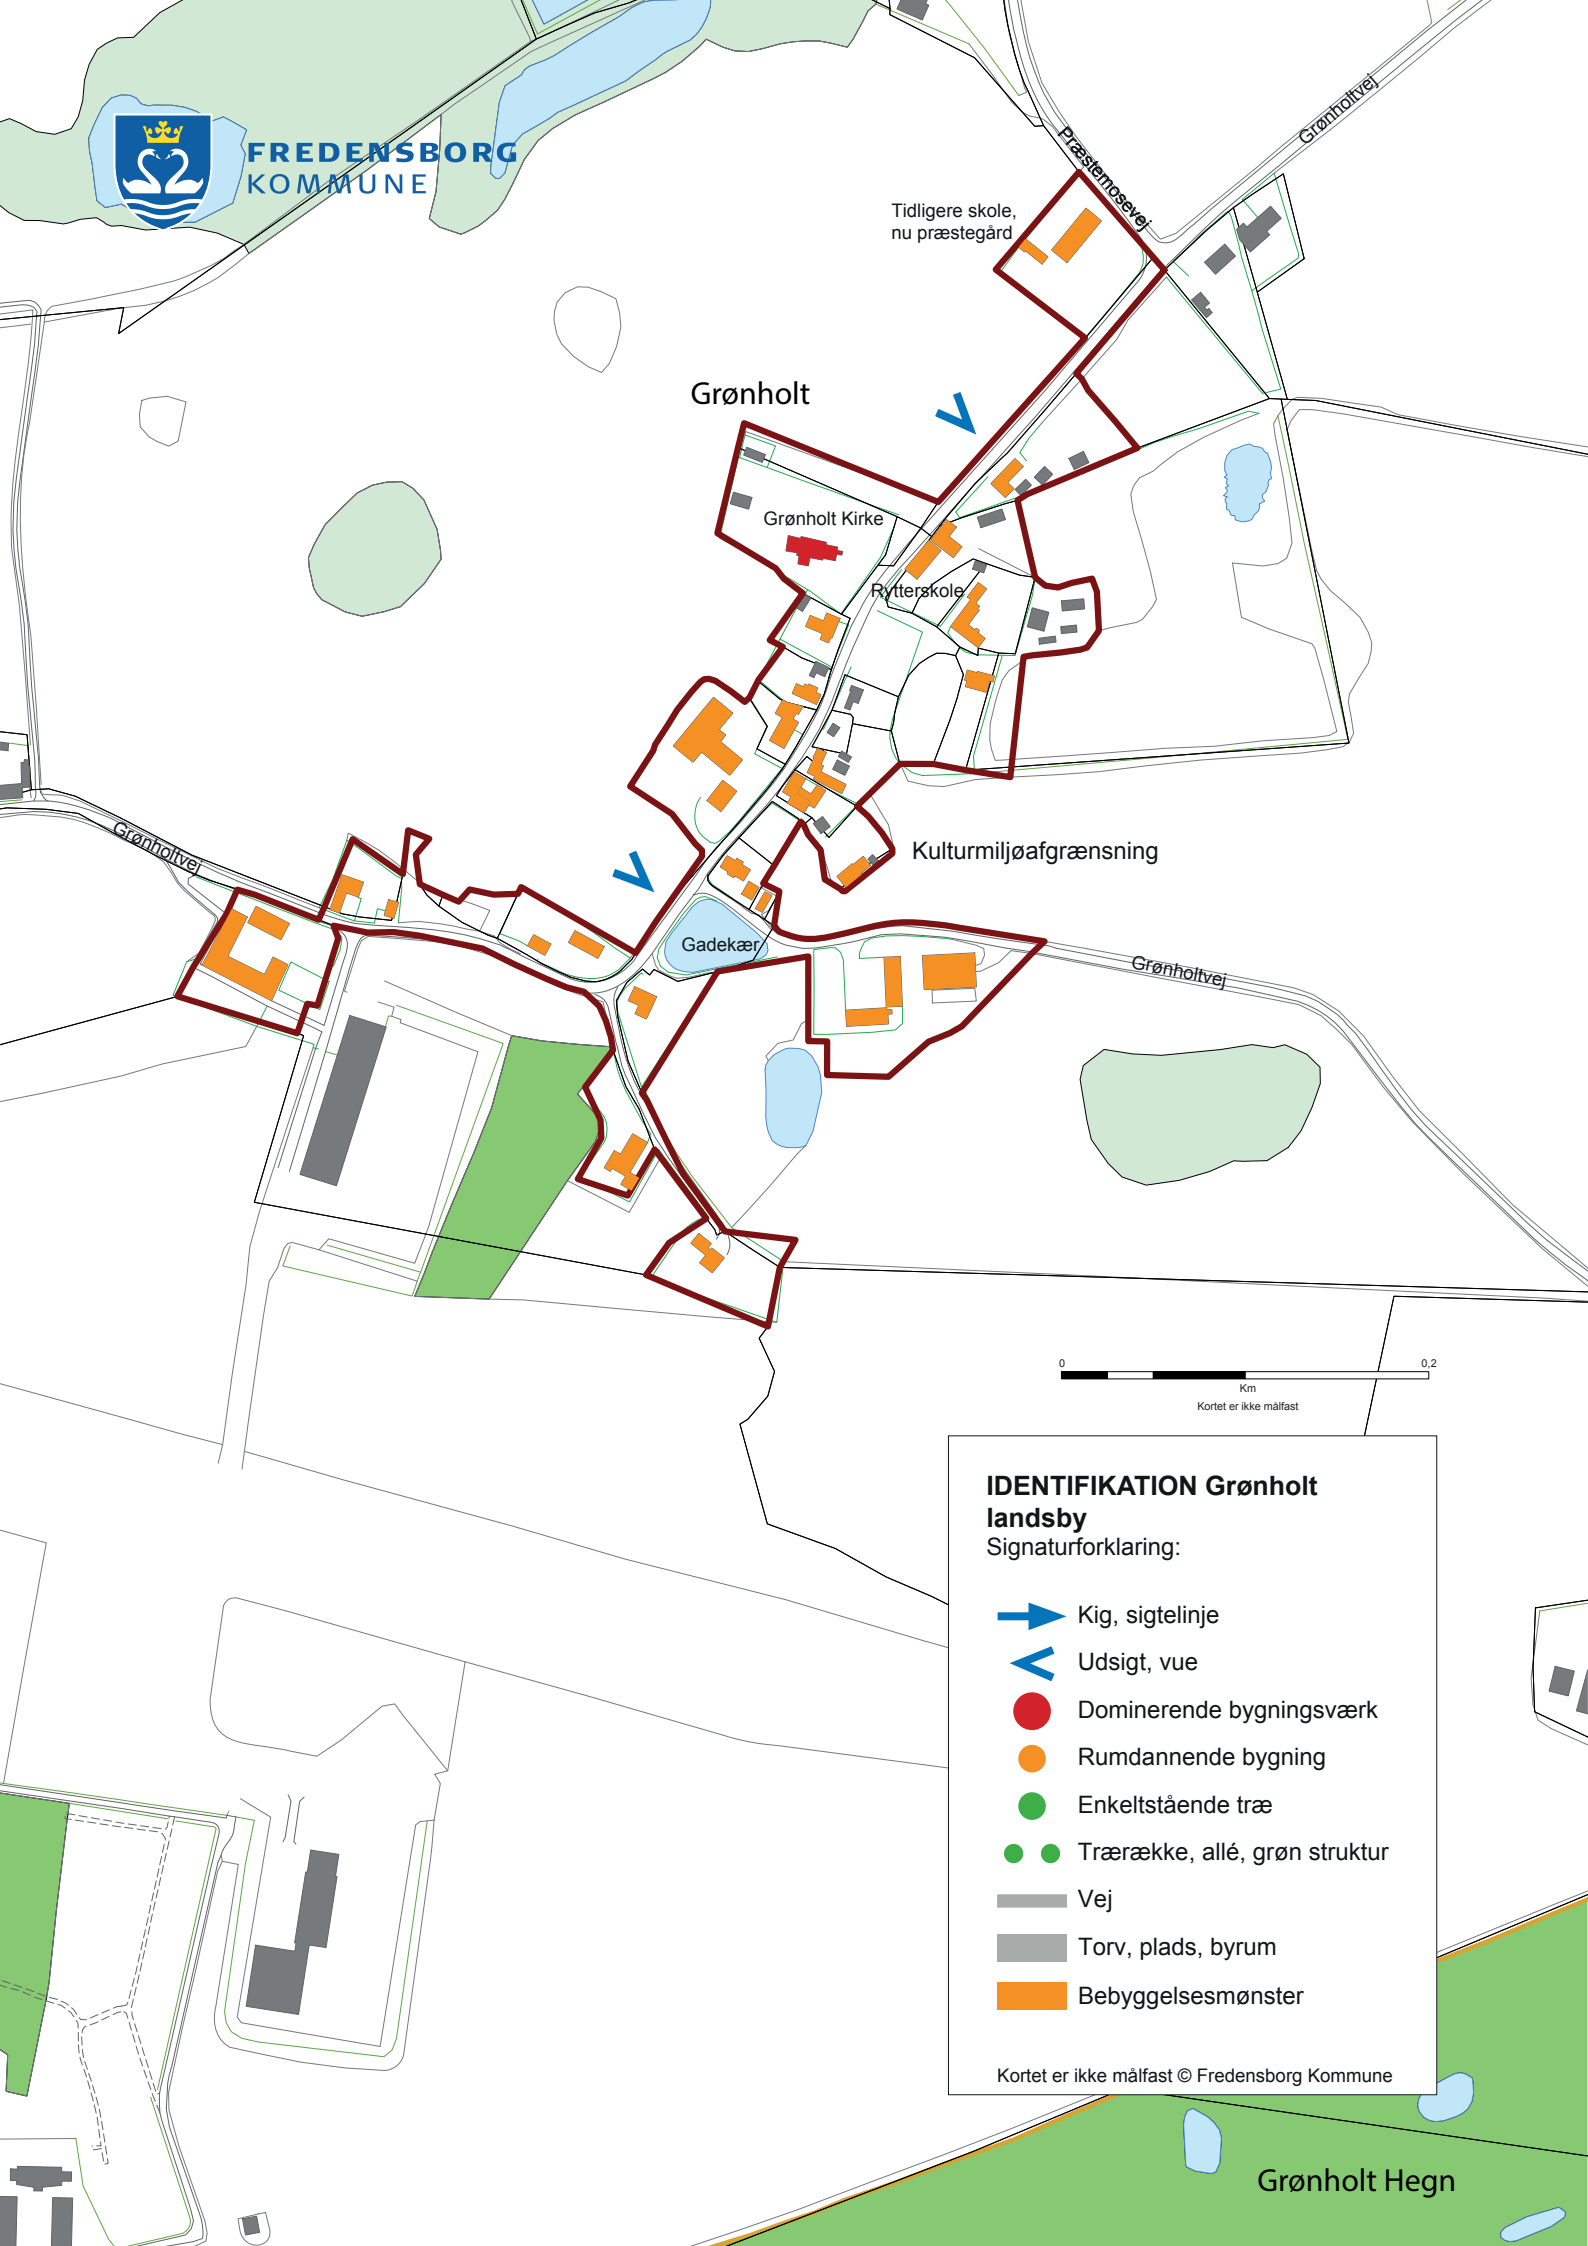 FREDENSBORG
KOMMUNE
Præstemosevej
Grønholtvej
Tidligere skole,
nu præstegård
Grønholt
Grønholt Kirke
Rytterskole
Grønholtvej
Kulturmiljøafgrænsning
Gadekær
Grønholtvej
0
0,2
Km
Kortet er ikke målfast
IDENTIFIKATION Grønholt
landsby
Signaturforklaring:
Kig, sigtelinje
Udsigt, vue
Dominerende bygningsværk
Rumdannende bygning
Enkeltstående træ
Trærække, allé, grøn struktur
Vej
Torv, plads, byrum
Bebyggelsesmønster
Kortet er ikke målfast © Fredensborg Kommune
Grønholt Hegn